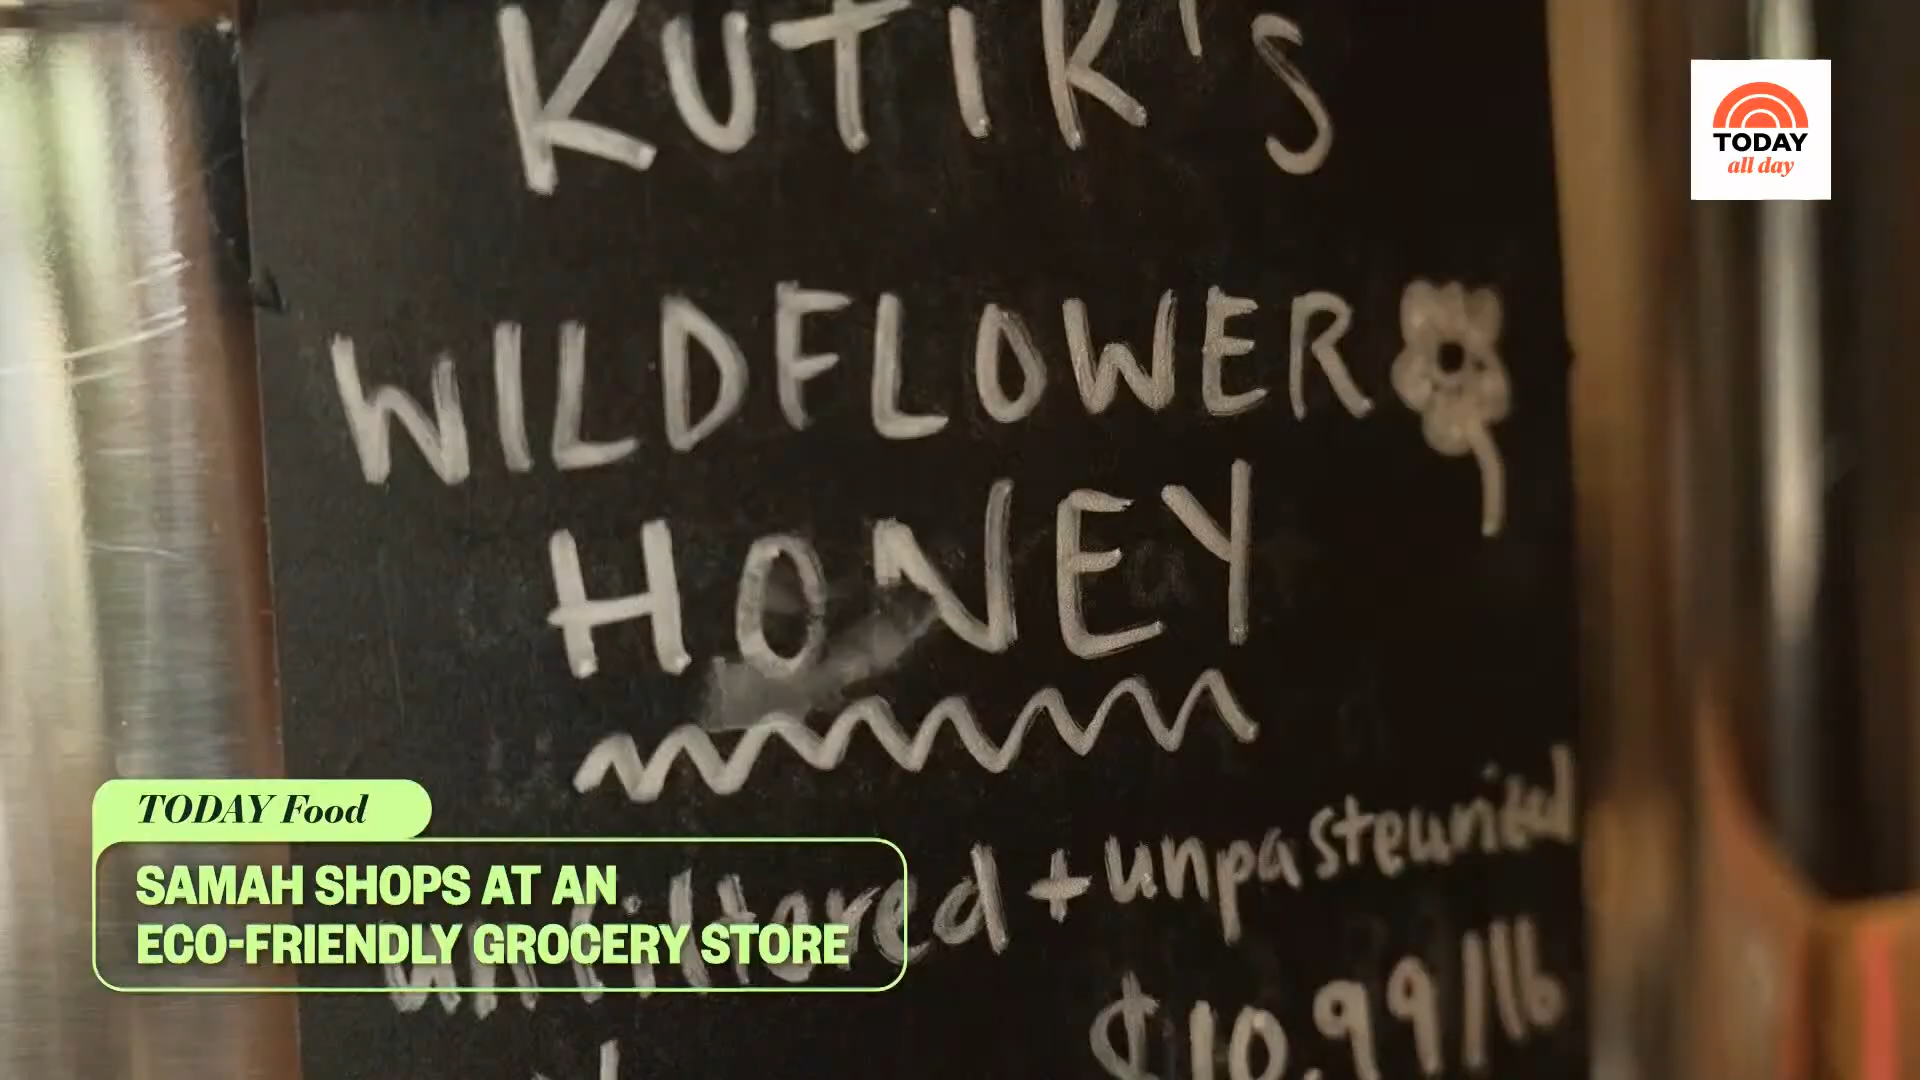 KUTIK'S
WILDFLOWER
HONEY
unfiltered + unpasteurized
$10.99/lb
TODAY
all day
TODAY Food
SAMAH SHOPS AT AN
ECO-FRIENDLY GROCERY STORE